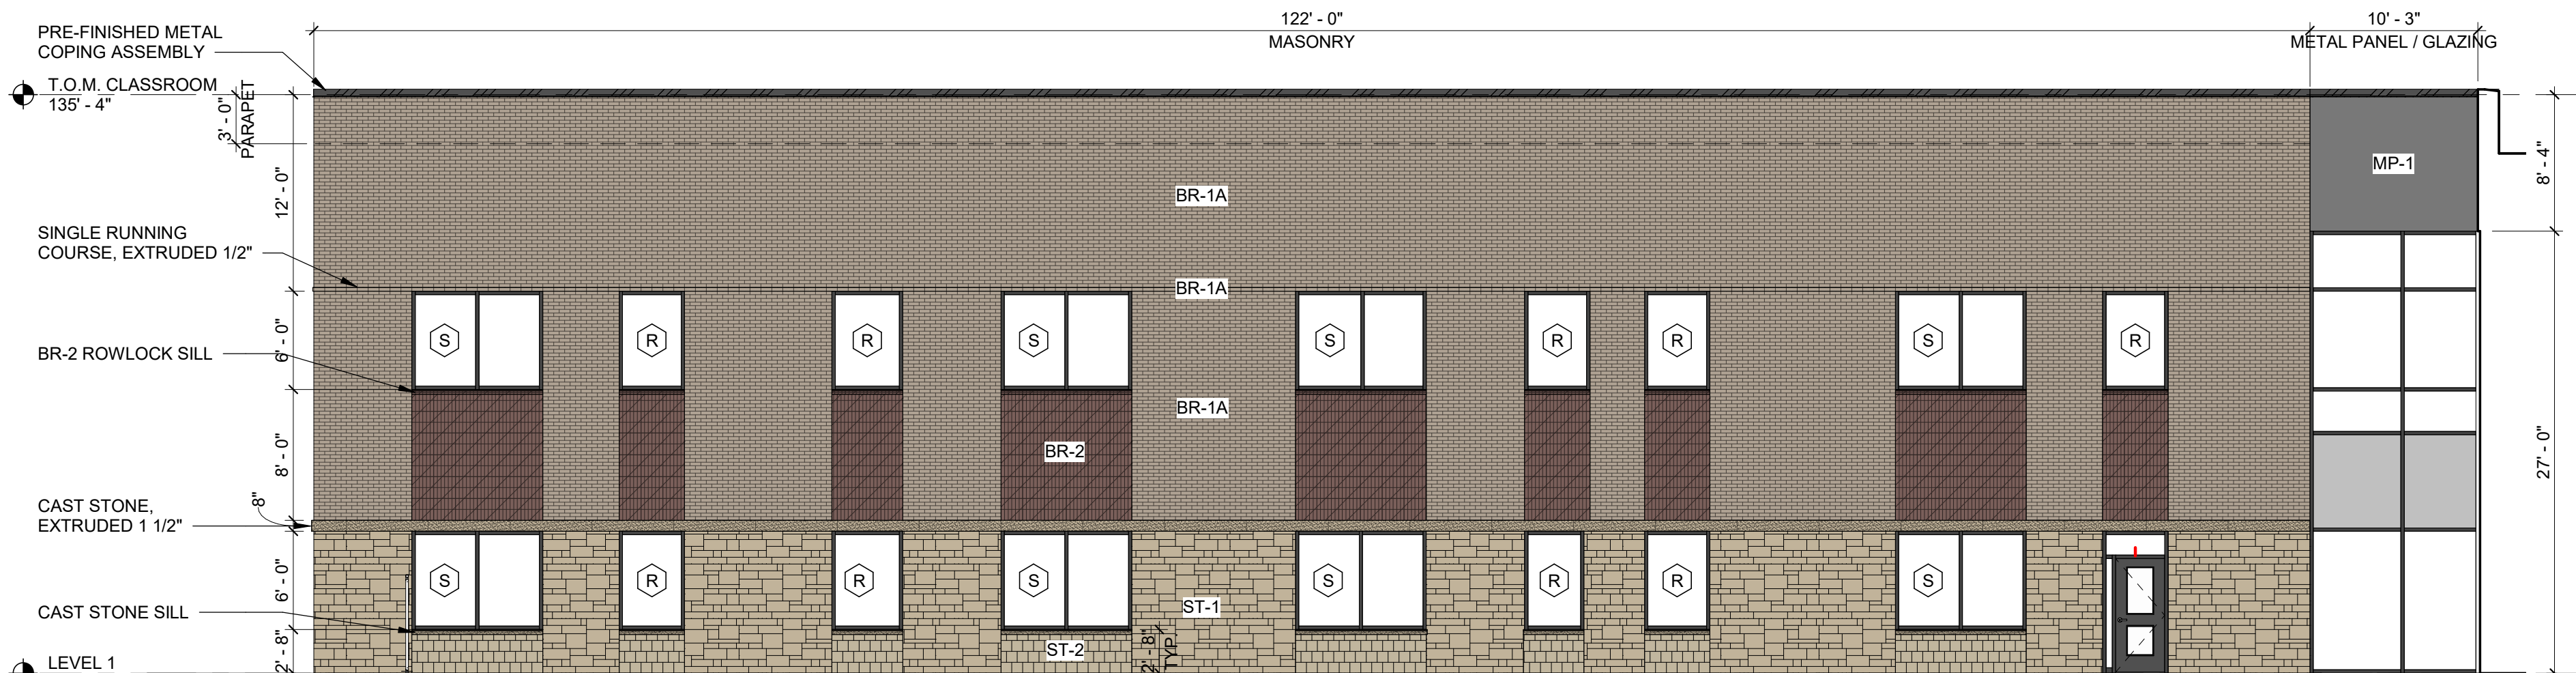 122' - 0"
MASONRY
10' - 3"
METAL PANEL / GLAZING
PRE-FINISHED METAL
COPING ASSEMBLY
T.O.M. CLASSROOM
135' - 4"
3' - 0"
PARAPET
12' - 0"
8' - 4"
MP-1
BR-1A
SINGLE RUNNING
COURSE, EXTRUDED 1/2"
BR-1A
6' - 0"
S
R
R
S
S
R
R
S
R
BR-2 ROWLOCK SILL
BR-1A
BR-2
8' - 0"
27' - 0"
8"
CAST STONE,
EXTRUDED 1 1/2"
6' - 0"
S
R
R
S
S
R
R
S
CAST STONE SILL
ST-1
ST-2
2' - 8"
TYP.
2' - 8"
LEVEL 1